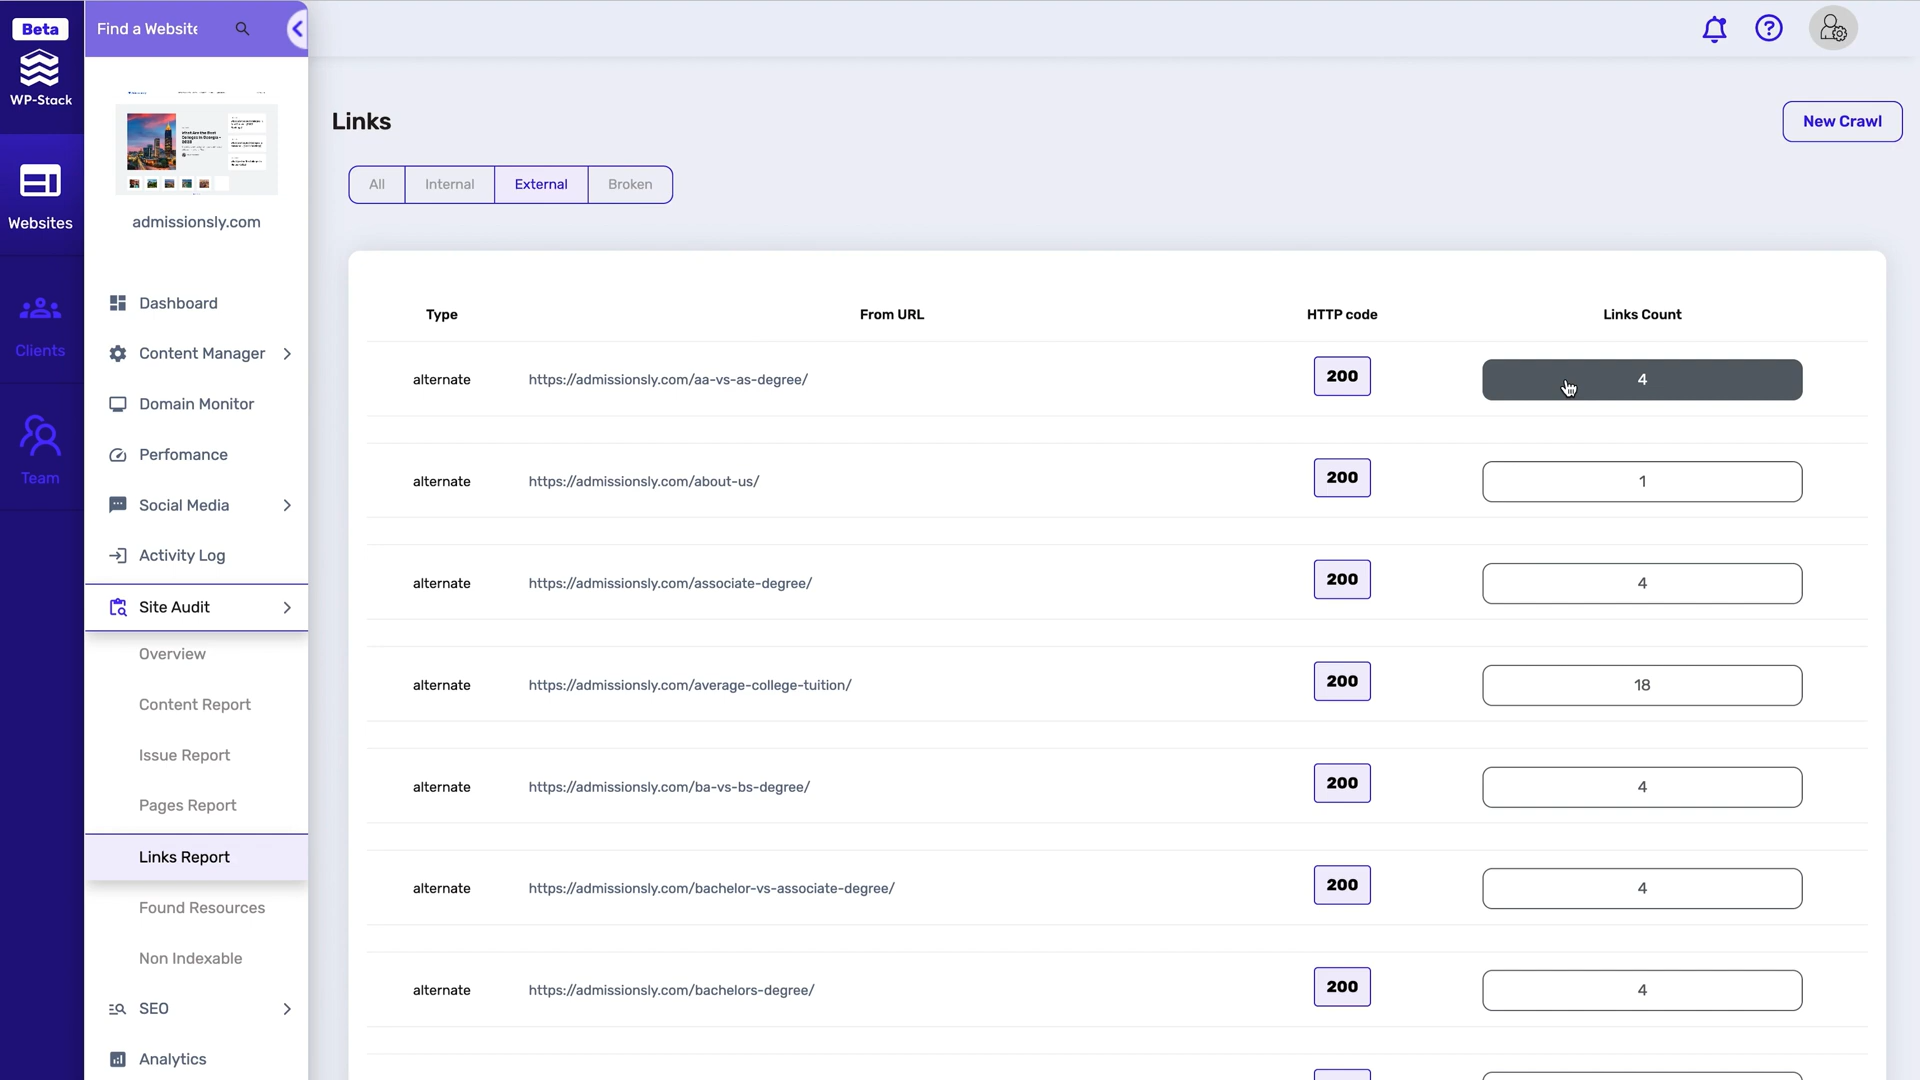 Beta
WP-Stack
Websites
Clients
Team
Find a Website
admissionsly.com
Dashboard
Content Manager
Domain Monitor
Perfomance
Social Media
Activity Log
Site Audit
Overview
Content Report
Issue Report
Pages Report
Links Report
Found Resources
Non Indexable
SEO
Analytics
Links
New Crawl
All Internal External Broken
Type From URL HTTP code Links Count
alternate https://admissionsly.com/aa-vs-as-degree/ 200 4
alternate https://admissionsly.com/about-us/ 200 1
alternate https://admissionsly.com/associate-degree/ 200 4
alternate https://admissionsly.com/average-college-tuition/ 200 18
alternate https://admissionsly.com/ba-vs-bs-degree/ 200 4
alternate https://admissionsly.com/bachelor-vs-associate-degree/ 200 4
alternate https://admissionsly.com/bachelors-degree/ 200 4